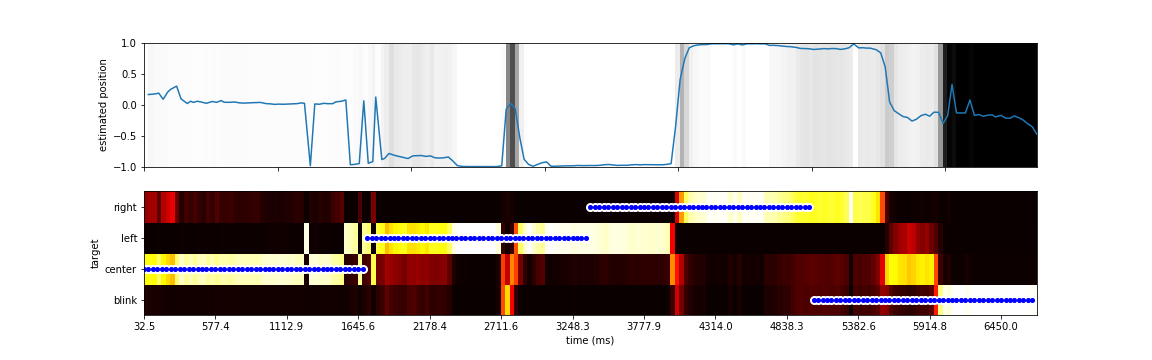 1.0
0.5
0.0
−0.5
−1.0
estimated position
right
left
center
blink
target
32.5 577.4 1112.9 1645.6 2178.4 2711.6 3248.3 3777.9 4314.0 4838.3 5382.6 5914.8 6450.0
time (ms)